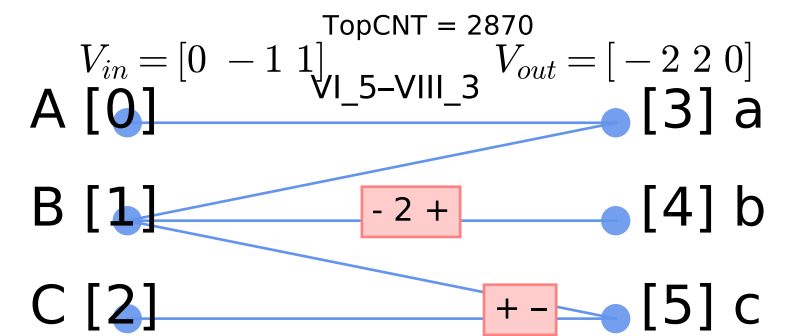 TopCNT = 2870
V_in = [0 − 1 1] V_out = [− 2 2 0]
VI_5–VIII_3
A [0] [3] a
B [1] - 2 + [4] b
C [2] + – [5] c